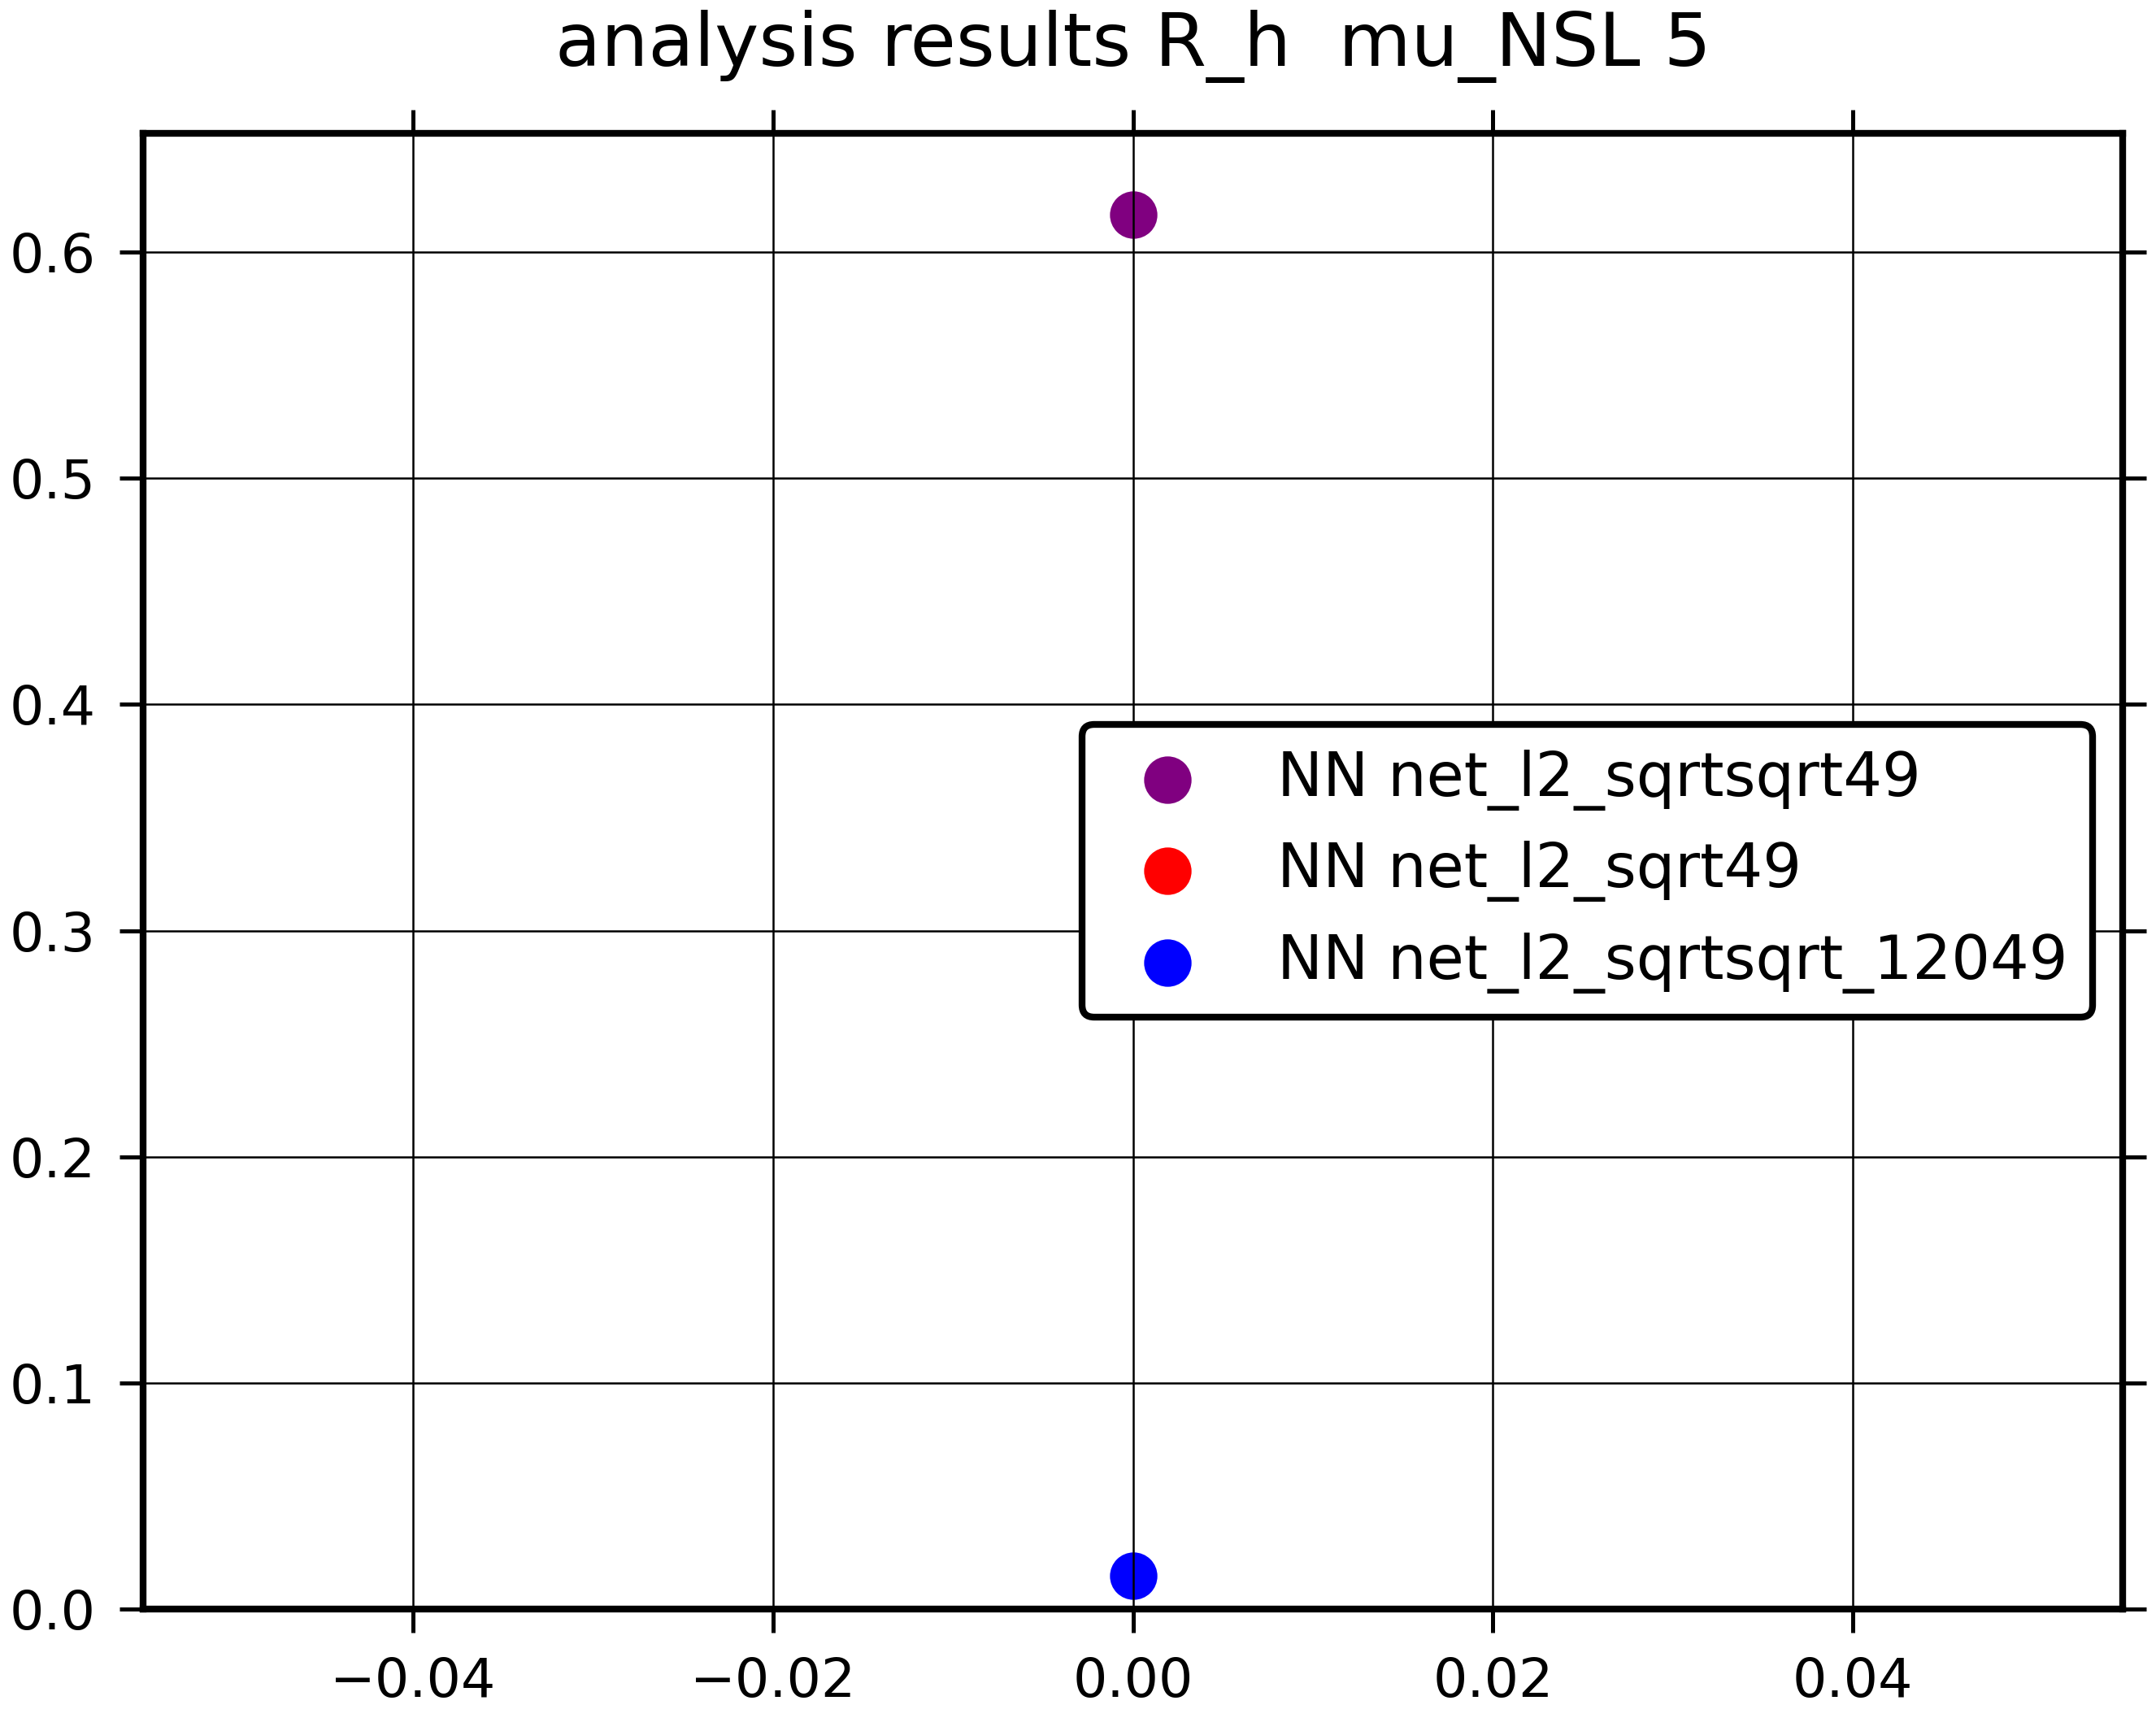 analysis results R_h  mu_NSL 5
0.6
0.5
0.4
NN net_l2_sqrtsqrt49
NN net_l2_sqrt49
0.3
NN net_l2_sqrtsqrt_12049
0.2
0.1
0.0
−0.04 −0.02 0.00 0.02 0.04